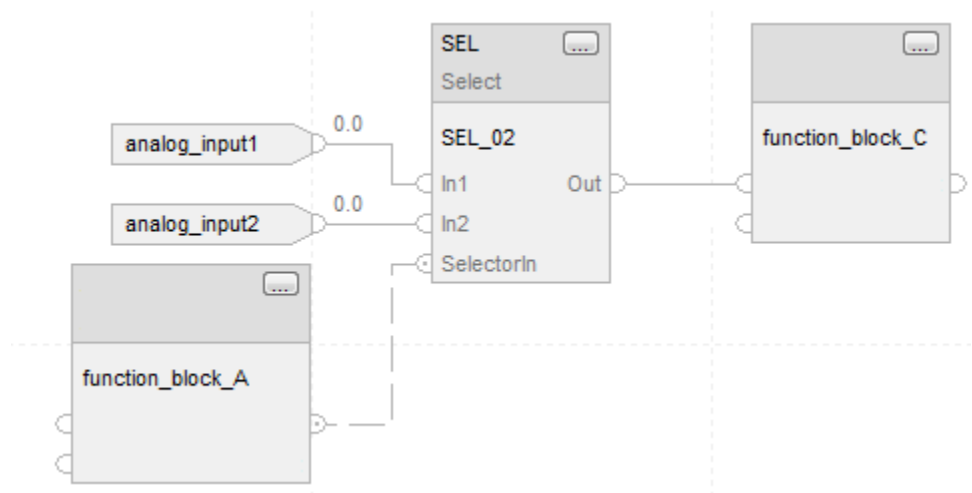 SEL ...
Select
...
0.0
analog_input1
SEL_02
function_block_C
In1
Out
0.0
analog_input2
In2
SelectorIn
...
function_block_A